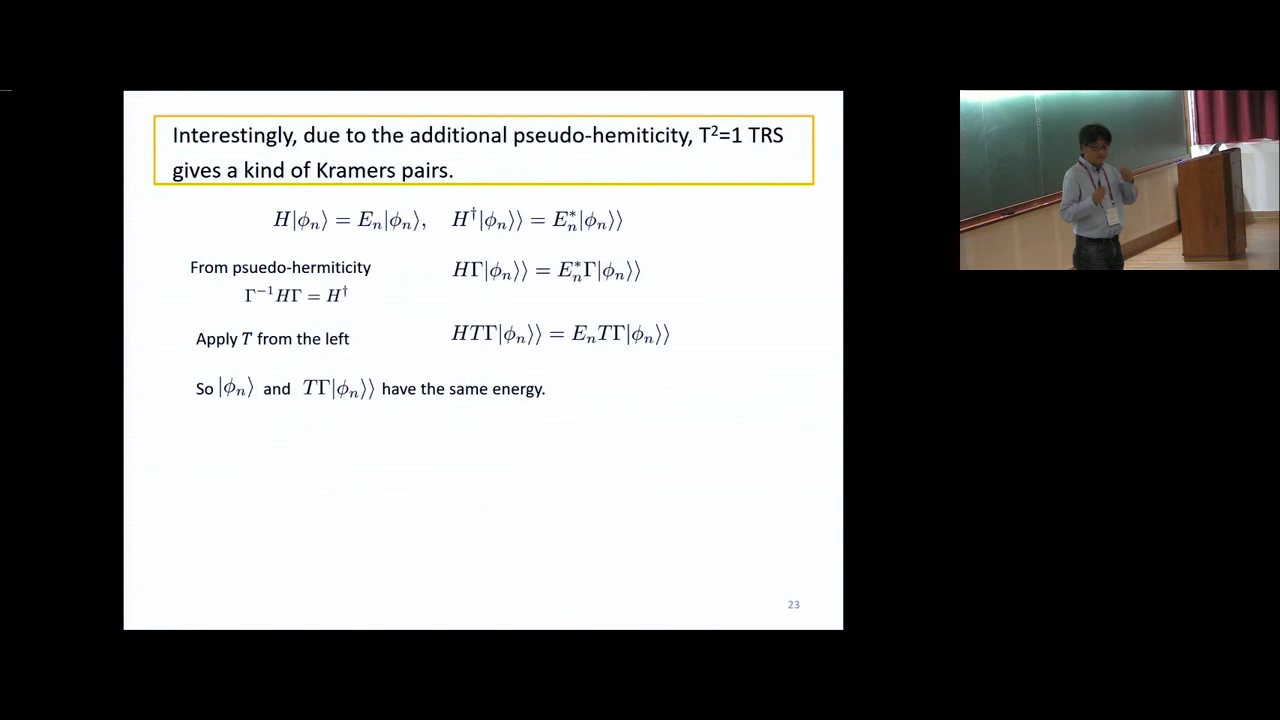 Interestingly, due to the additional pseudo-hemiticity, T²=1 TRS
gives a kind of Kramers pairs.
H|ϕₙ⟩ = Eₙ|ϕₙ⟩, H†|ϕₙ⟩⟩ = Eₙ*|ϕₙ⟩⟩
From psuedo-hermiticity HΓ|ϕₙ⟩⟩ = Eₙ*Γ|ϕₙ⟩⟩
Γ⁻¹HΓ = H†
Apply T from the left HTΓ|ϕₙ⟩⟩ = EₙTΓ|ϕₙ⟩⟩
So |ϕₙ⟩ and TΓ|ϕₙ⟩⟩ have the same energy.
23